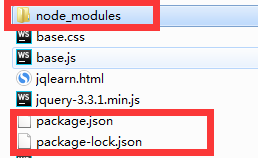 node_modules
base.css
base.js
jqlearn.html
jquery-3.3.1.min.js
package.json
package-lock.json